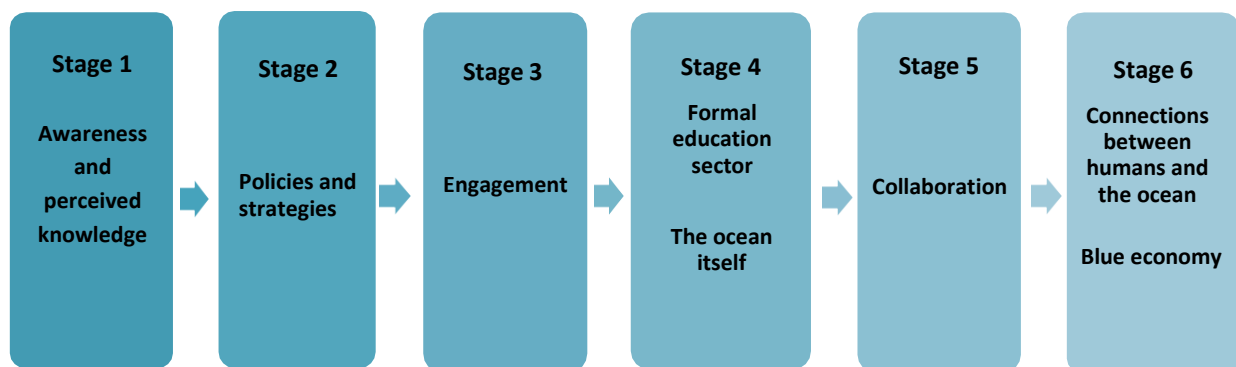 Stage 1
Awareness
and
perceived
knowledge
Stage 2
Policies and
strategies
Stage 3
Engagement
Stage 4
Formal
education
sector
The ocean
itself
Stage 5
Collaboration
Stage 6
Connections
between
humans and
the ocean
Blue economy